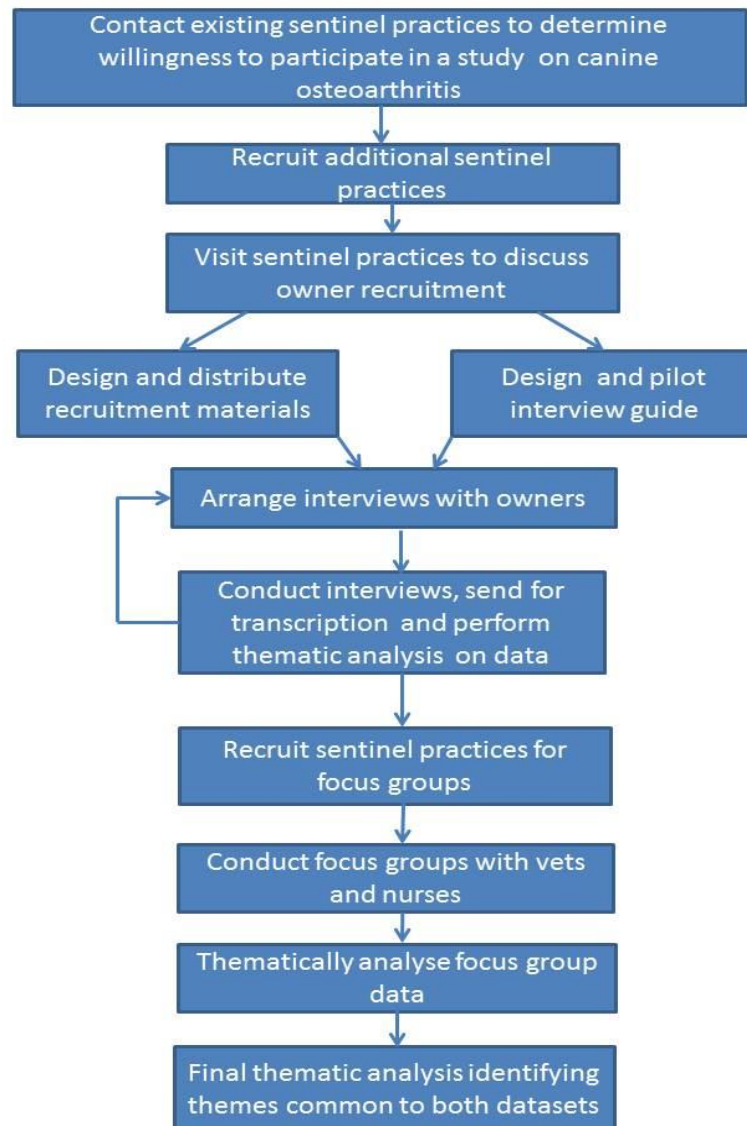 Contact existing sentinel practices to determine
willingness to participate in a study on canine
osteoarthritis
Recruit additional sentinel
practices
Visit sentinel practices to discuss
owner recruitment
Design and distribute
recruitment materials
Design and pilot
interview guide
Arrange interviews with owners
Conduct interviews, send for
transcription and perform
thematic analysis on data
Recruit sentinel practices for
focus groups
Conduct focus groups with vets
and nurses
Thematically analyse focus group
data
Final thematic analysis identifying
themes common to both datasets